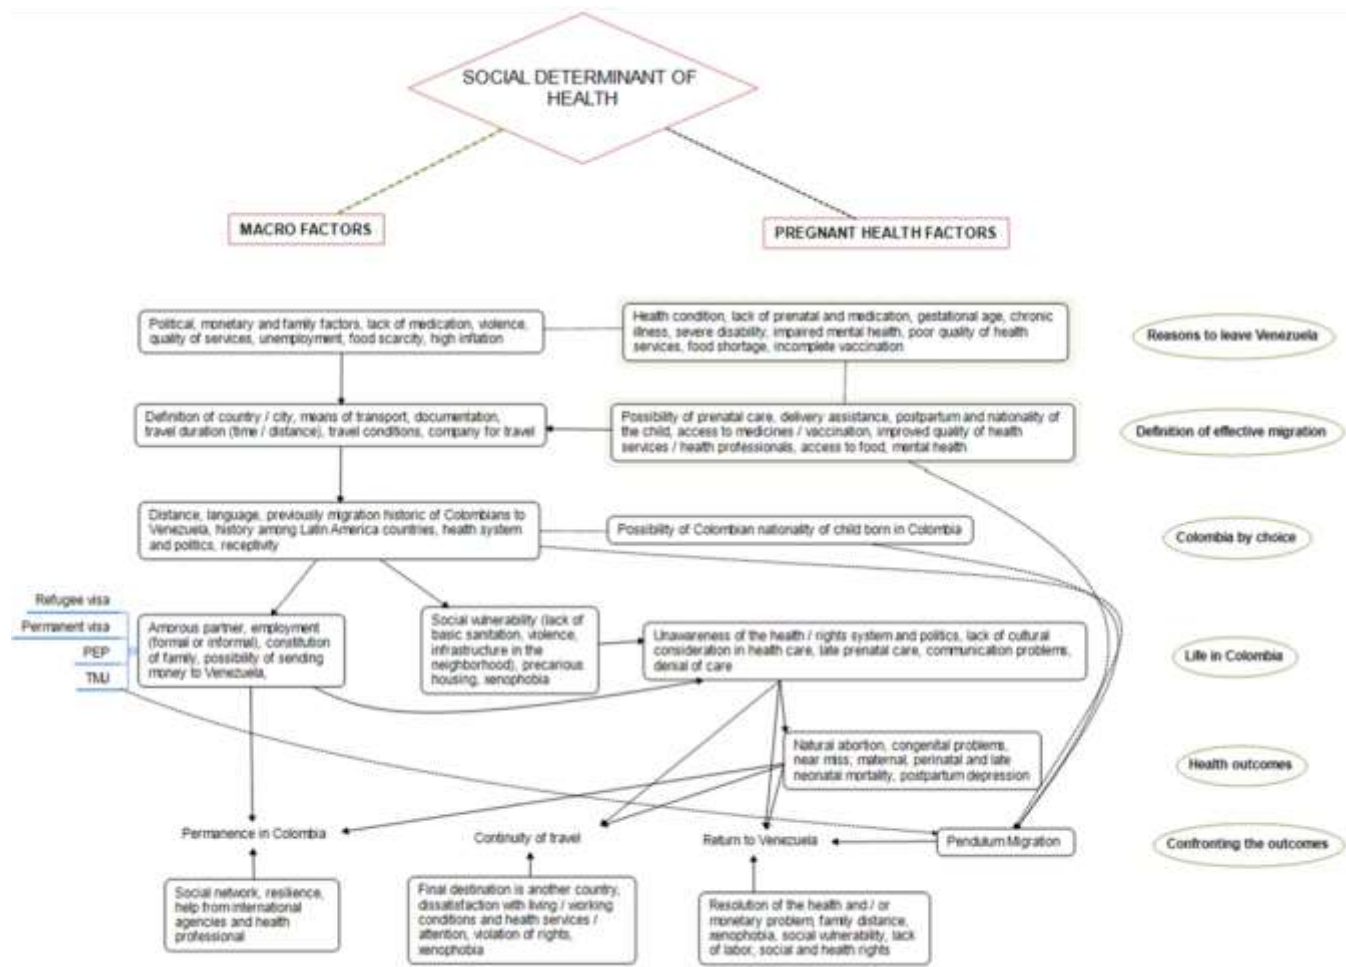 SOCIAL DETERMINANT OF
HEALTH
MACRO FACTORS
PREGNANT HEALTH FACTORS
Political, monetary and family factors, lack of medication, violence,
quality of services, unemployment, food scarcity, high inflation
Health condition, lack of prenatal and medication, gestational age, chronic
illness, severe disability, impaired mental health, poor quality of health
services, food shortage, incomplete vaccination
Reasons to leave Venezuela
Definition of country / city, means of transport, documentation,
travel duration (time / distance), travel conditions, company for travel
Possibility of prenatal care, delivery assistance, postpartum and nationality of
the child, access to medicines / vaccination, improved quality of health
services / health professionals, access to food, mental health
Definition of effective migration
Distance, language, previously migration historic of Colombians to
Venezuela, history among Latin America countries, health system
and politics, receptivity
Possibility of Colombian nationality of child born in Colombia
Colombia by choice
Refugee visa
Permanent visa
PEP
TMU
Amorous partner, employment
(formal or informal), constitution
of family, possibility of sending
money to Venezuela,
Social vulnerability (lack of
basic sanitation, violence,
infrastructure in the
neighborhood), precarious
housing, xenophobia
Unawareness of the health / rights system and politics, lack of cultural
consideration in health care, late prenatal care, communication problems,
denial of care
Life in Colombia
Natural abortion, congenital problems,
near miss; maternal, perinatal and late
neonatal mortality, postpartum depression
Health outcomes
Permanence in Colombia
Continuity of travel
Return to Venezuela
Pendulum Migration
Confronting the outcomes
Social network, resilience,
help from international
agencies and health
professional
Final destination is another country,
dissatisfaction with living / working
conditions and health services /
attention, violation of rights,
xenophobia
Resolution of the health and / or
monetary problem, family distance,
xenophobia, social vulnerability, lack
of labor, social and health rights